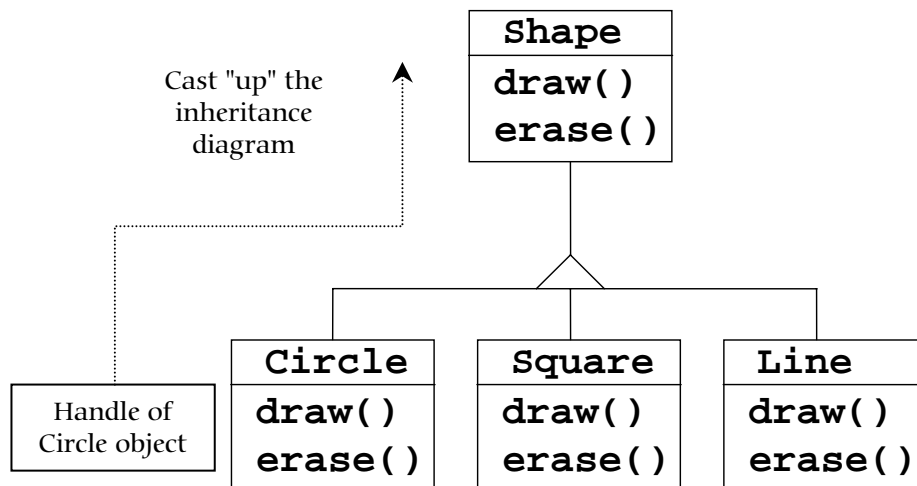 Shape
draw()
erase()
Cast "up" the
inheritance
diagram
Circle
draw()
erase()
Square
draw()
erase()
Line
draw()
erase()
Handle of
Circle object